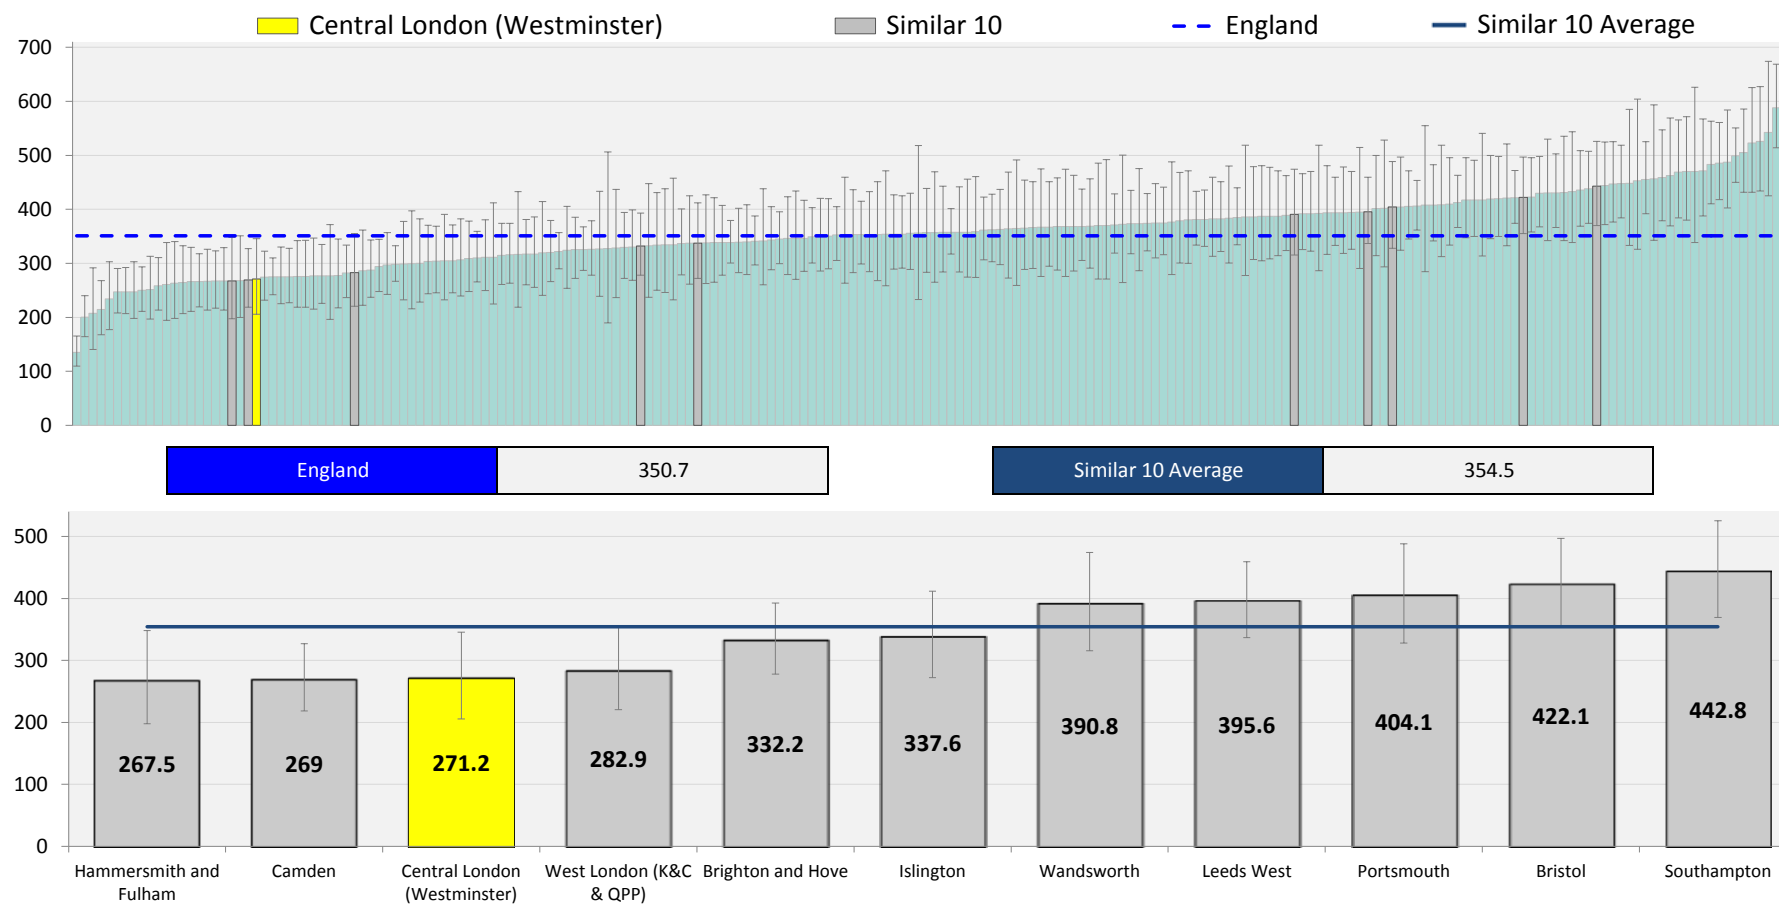 Central London (Westminster) Similar 10 England Similar 10 Average
700
600
500
400
300
200
100
0
England 350.7 Similar 10 Average 354.5
500
400
300
200
100
0
267.5 269 271.2 282.9 332.2 337.6 390.8 395.6 404.1 422.1 442.8
Hammersmith and Fulham
Camden
Central London
(Westminster)
West London (K&C
& QPP)
Brighton and Hove
Islington
Wandsworth
Leeds West
Portsmouth
Bristol
Southampton